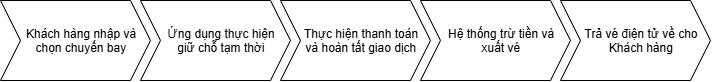 Khách hàng nhập và
chọn chuyến bay
Ứng dụng thực hiện
giữ chỗ tạm thời
Thực hiện thanh toán
và hoàn tất giao dịch
Hệ thống trừ tiền và
xuất vé
Trả vé điện tử về cho
Khách hàng